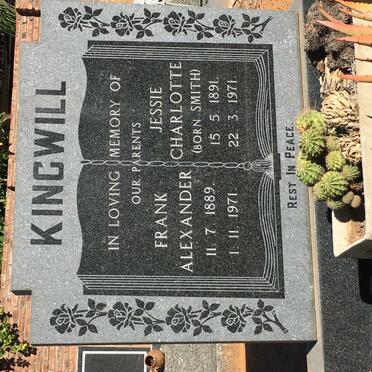 KINGWILL
IN LOVING MEMORY OF
OUR PARENTS
FRANK
ALEXANDER
11. 7. 1889.
1. 11. 1971.
JESSIE
CHARLOTTE
(BORN SMITH)
15. 5. 1891.
22. 3. 1971.
REST IN PEACE